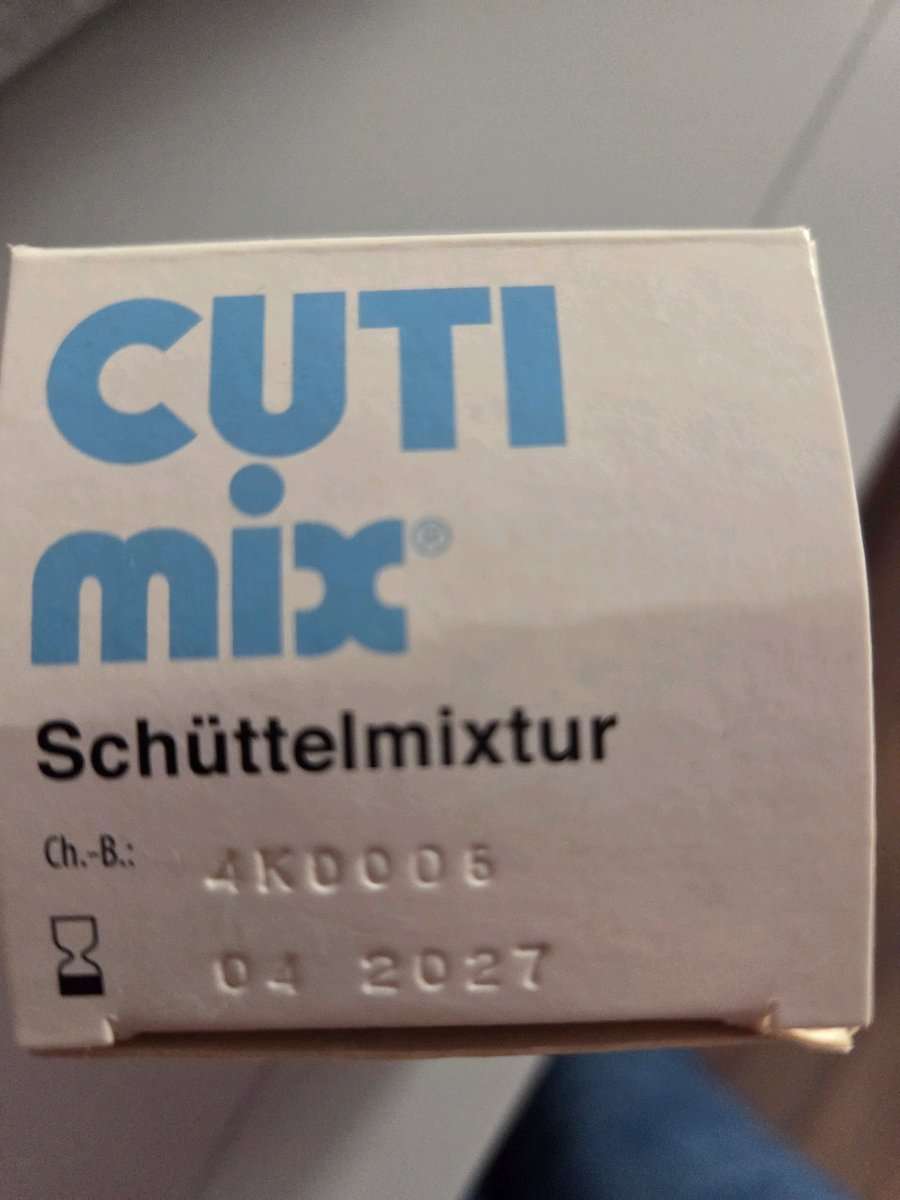 CUTI
mix®
Schüttelmixtur
Ch.-B.: 4K0006
04 2027